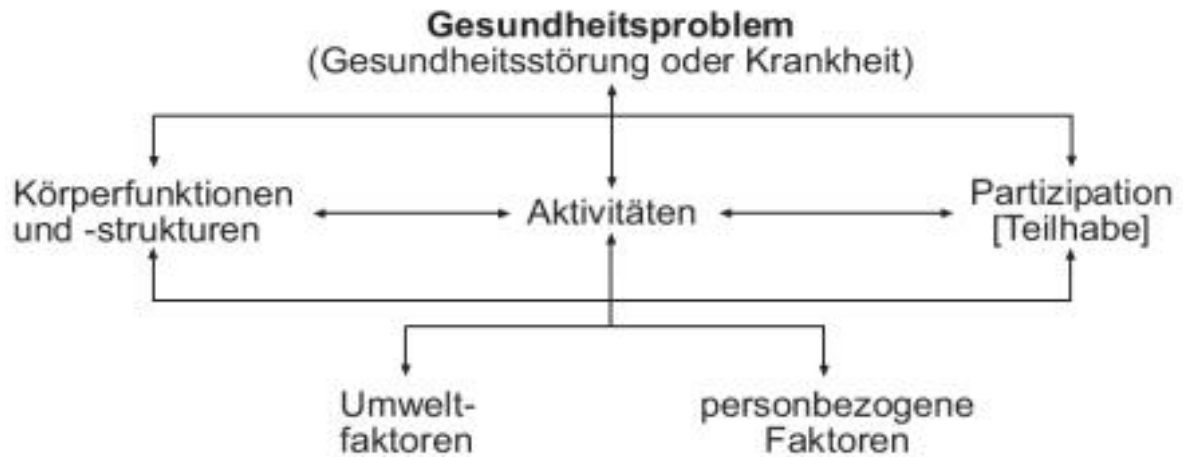 Gesundheitsproblem
(Gesundheitsstörung oder Krankheit)
Körperfunktionen
und -strukturen
Aktivitäten
Partizipation
[Teilhabe]
Umwelt-
faktoren
personbezogene
Faktoren